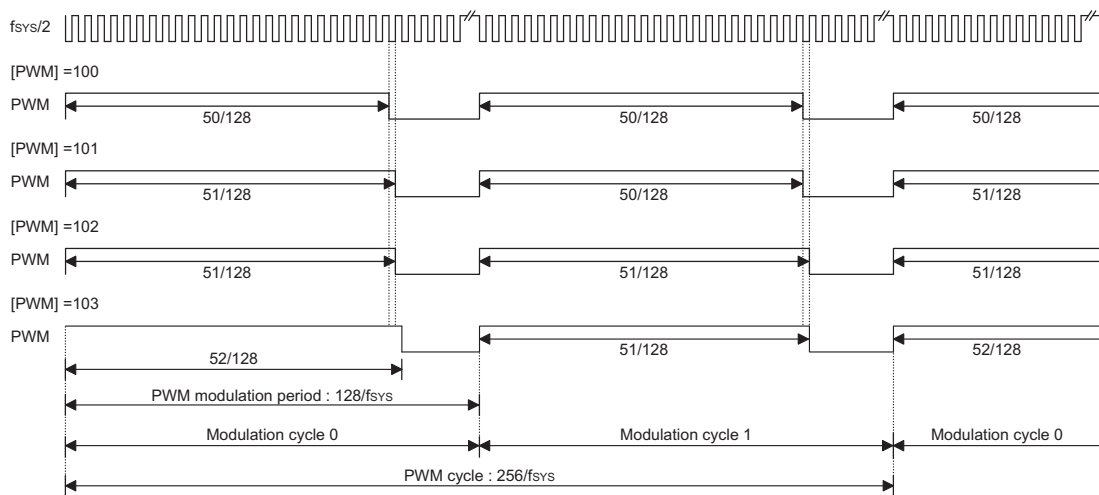 fSYS/2
[PWM] =100
PWM
50/128 50/128 50/128
[PWM] =101
PWM
51/128 50/128 51/128
[PWM] =102
PWM
51/128 51/128 51/128
[PWM] =103
PWM
52/128 51/128 52/128
PWM modulation period : 128/fSYS
Modulation cycle 0 Modulation cycle 1 Modulation cycle 0
PWM cycle : 256/fSYS